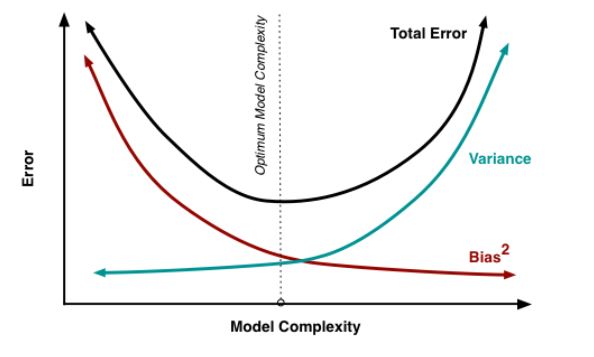 Total Error
Optimum Model Complexity
Variance
Error
Bias²
Model Complexity